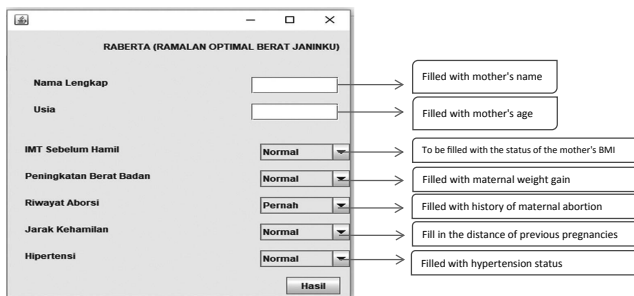 RABERTA (RAMALAN OPTIMAL BERAT JANINKU)
Nama Lengkap
Filled with mother's name
Usia
Filled with mother's age
IMT Sebelum Hamil
Normal
To be filled with the status of the mother's BMI
Peningkatan Berat Badan
Normal
Filled with maternal weight gain
Riwayat Aborsi
Pernah
Filled with history of maternal abortion
Jarak Kehamilan
Normal
Fill in the distance of previous pregnancies
Hipertensi
Normal
Filled with hypertension status
Hasil